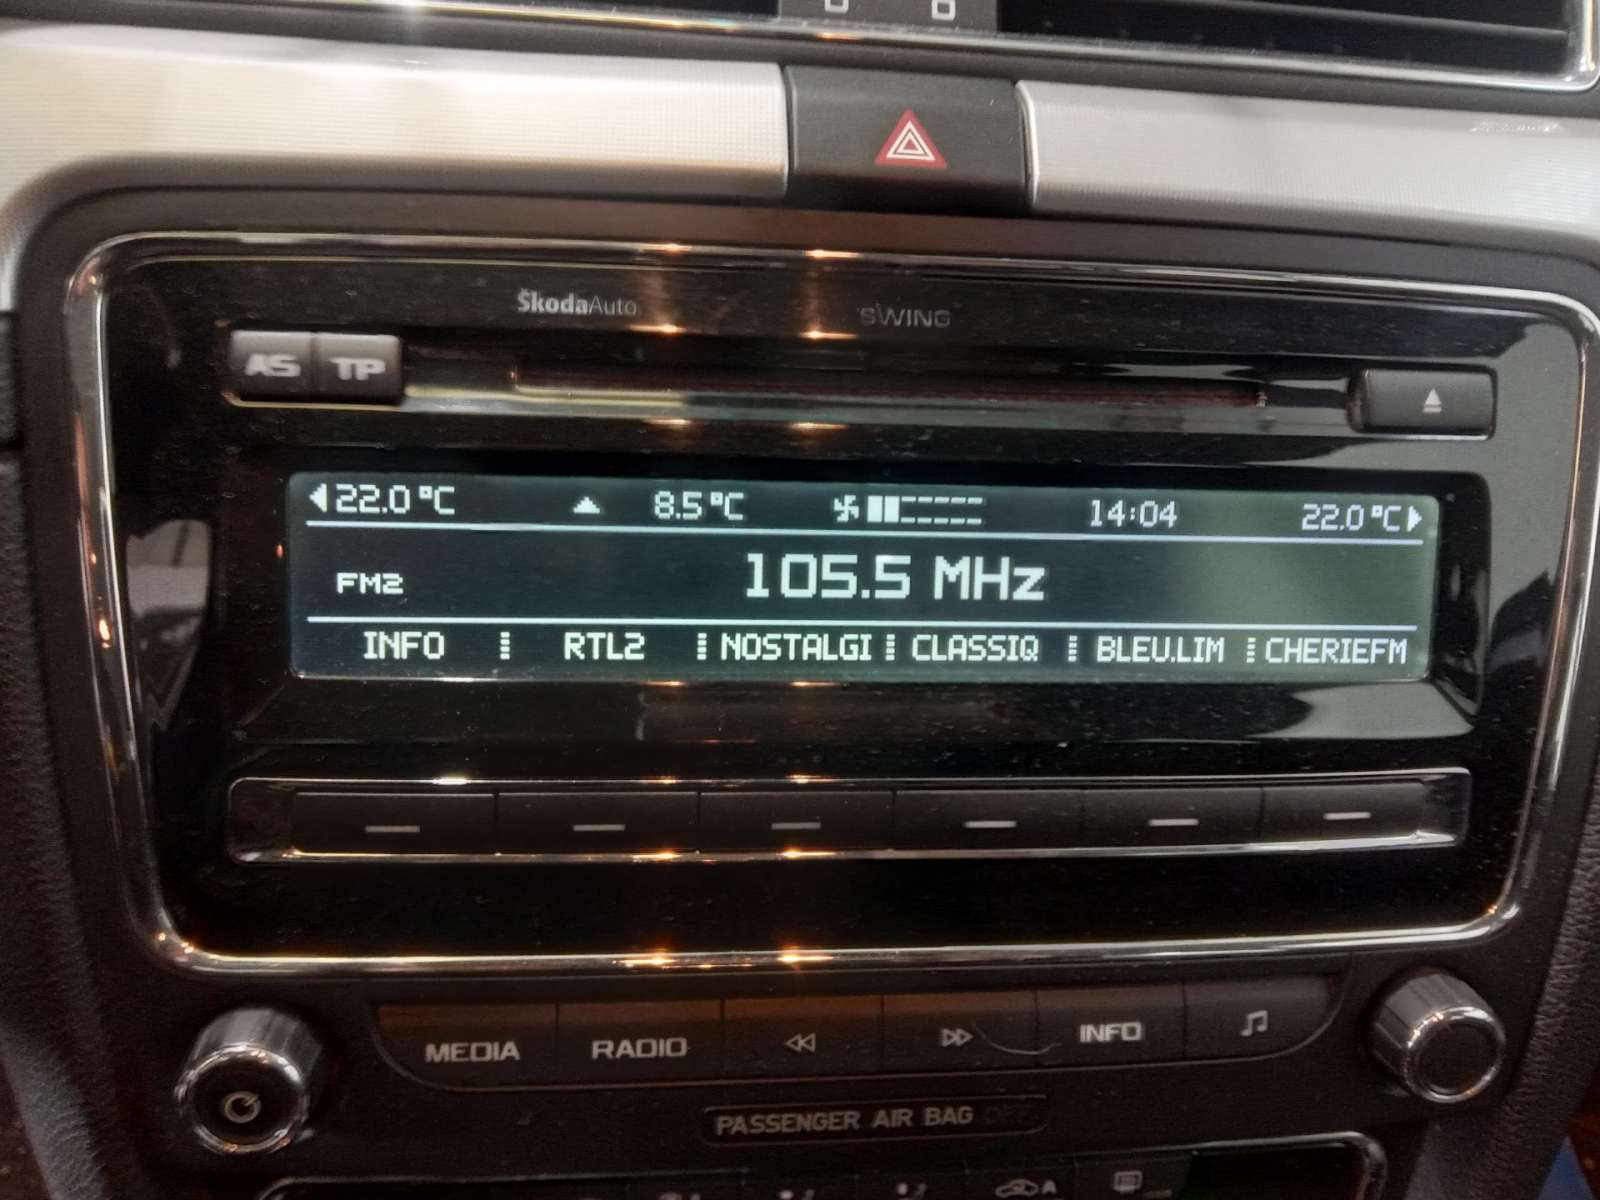 ŠkodaAuto SWING
AS TP
22.0 °C 8.5 °C 14:04 22.0 °C
FM2 105.5 MHz
INFO RTL2 NOSTALGI CLASSIQ BLEU.LIM CHERIEFM
MEDIA RADIO INFO
PASSENGER AIR BAG OFF
A